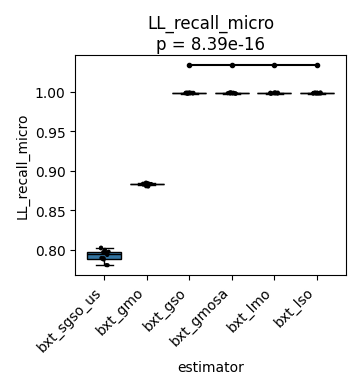 LL_recall_micro
p = 8.39e-16
LL_recall_micro
1.00
0.95
0.90
0.85
0.80
bxt_sgso_us
bxt_gmo
bxt_gso
bxt_gmosa
bxt_lmo
bxt_lso
estimator